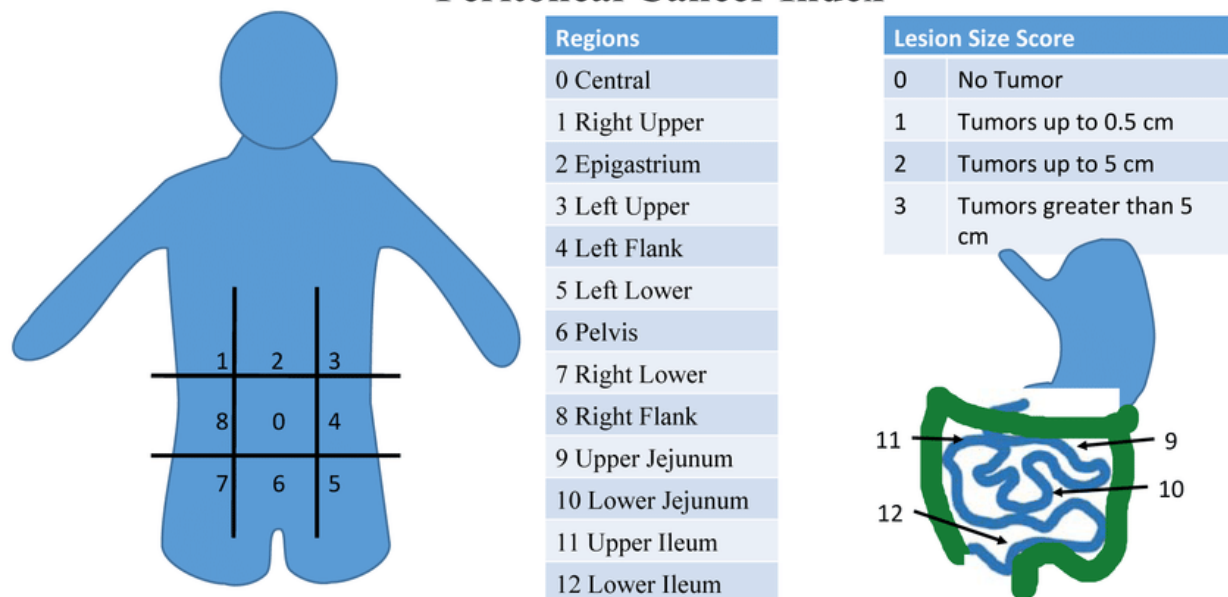 Peritoneal Cancer Index
Regions
0 Central
1 Right Upper
2 Epigastrium
3 Left Upper
4 Left Flank
5 Left Lower
6 Pelvis
7 Right Lower
8 Right Flank
9 Upper Jejunum
10 Lower Jejunum
11 Upper Ileum
12 Lower Ileum
Lesion Size Score
0 No Tumor
1 Tumors up to 0.5 cm
2 Tumors up to 5 cm
3 Tumors greater than 5
cm
1 2 3
8 0 4
7 6 5
11 9
10
12